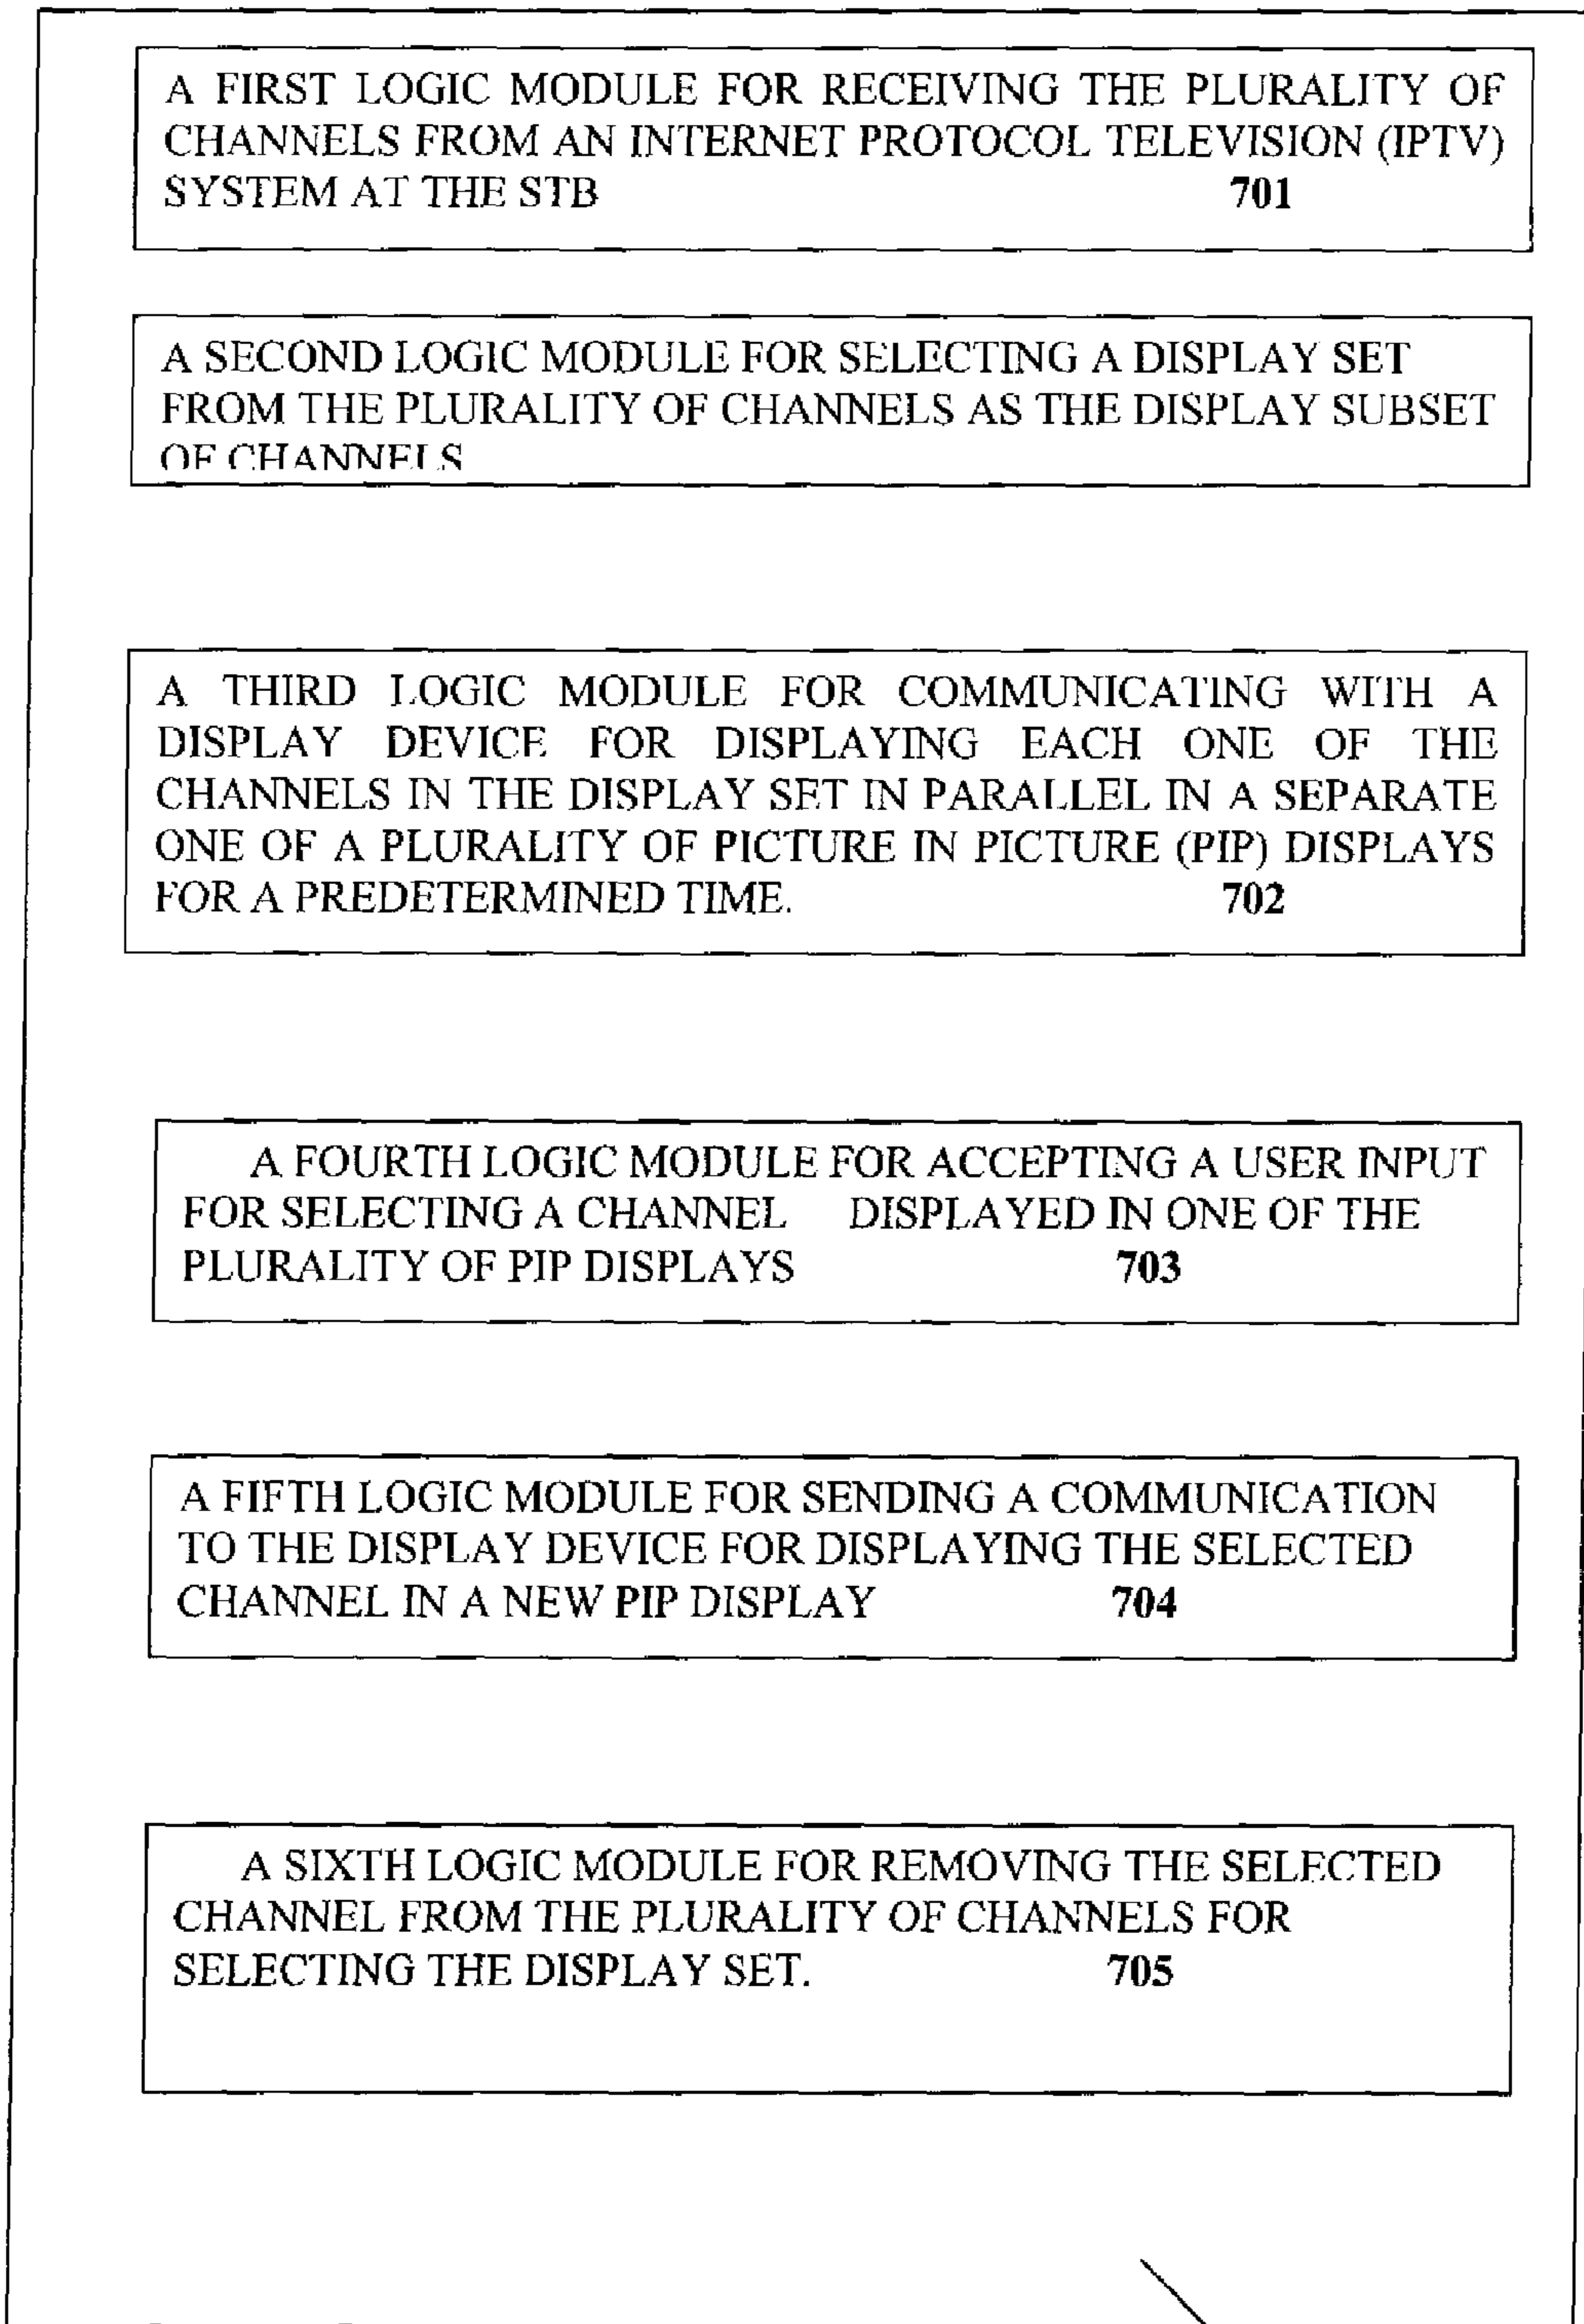 A FIRST LOGIC MODULE FOR RECEIVING THE PLURALITY OF
CHANNELS FROM AN INTERNET PROTOCOL TELEVISION (IPTV)
SYSTEM AT THE STB 701
A SECOND LOGIC MODULE FOR SELECTING A DISPLAY SET
FROM THE PLURALITY OF CHANNELS AS THE DISPLAY SUBSET
OF CHANNELS
A THIRD LOGIC MODULE FOR COMMUNICATING WITH A
DISPLAY DEVICE FOR DISPLAYING EACH ONE OF THE
CHANNELS IN THE DISPLAY SET IN PARALLEL IN A SEPARATE
ONE OF A PLURALITY OF PICTURE IN PICTURE (PIP) DISPLAYS
FOR A PREDETERMINED TIME. 702
A FOURTH LOGIC MODULE FOR ACCEPTING A USER INPUT
FOR SELECTING A CHANNEL DISPLAYED IN ONE OF THE
PLURALITY OF PIP DISPLAYS 703
A FIFTH LOGIC MODULE FOR SENDING A COMMUNICATION
TO THE DISPLAY DEVICE FOR DISPLAYING THE SELECTED
CHANNEL IN A NEW PIP DISPLAY 704
A SIXTH LOGIC MODULE FOR REMOVING THE SELECTED
CHANNEL FROM THE PLURALITY OF CHANNELS FOR
SELECTING THE DISPLAY SET. 705